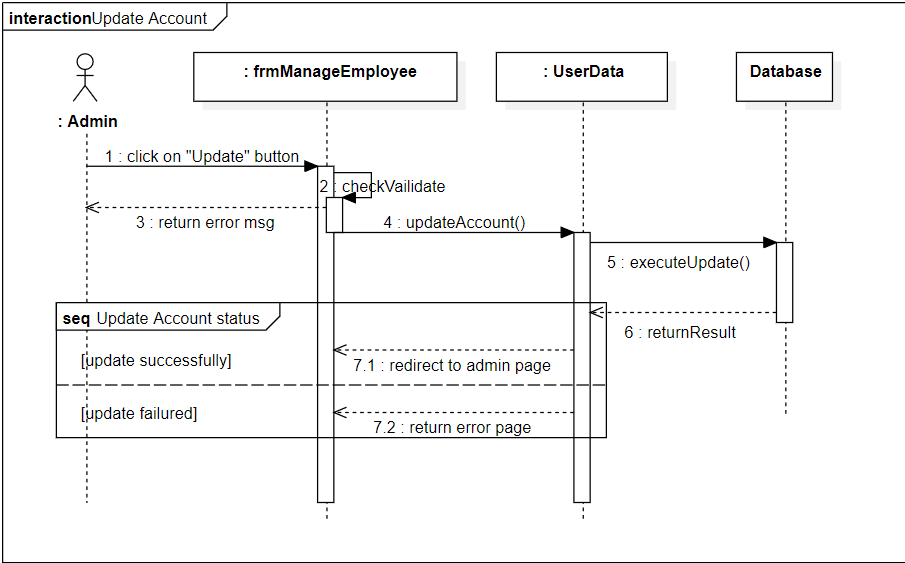 interactionUpdate Account
: frmManageEmployee
: UserData
Database
: Admin
1 : click on "Update" button
2 : checkVailidate
3 : return error msg
4 : updateAccount()
5 : executeUpdate()
seq Update Account status
6 : returnResult
[update successfully]
7.1 : redirect to admin page
[update failured]
7.2 : return error page